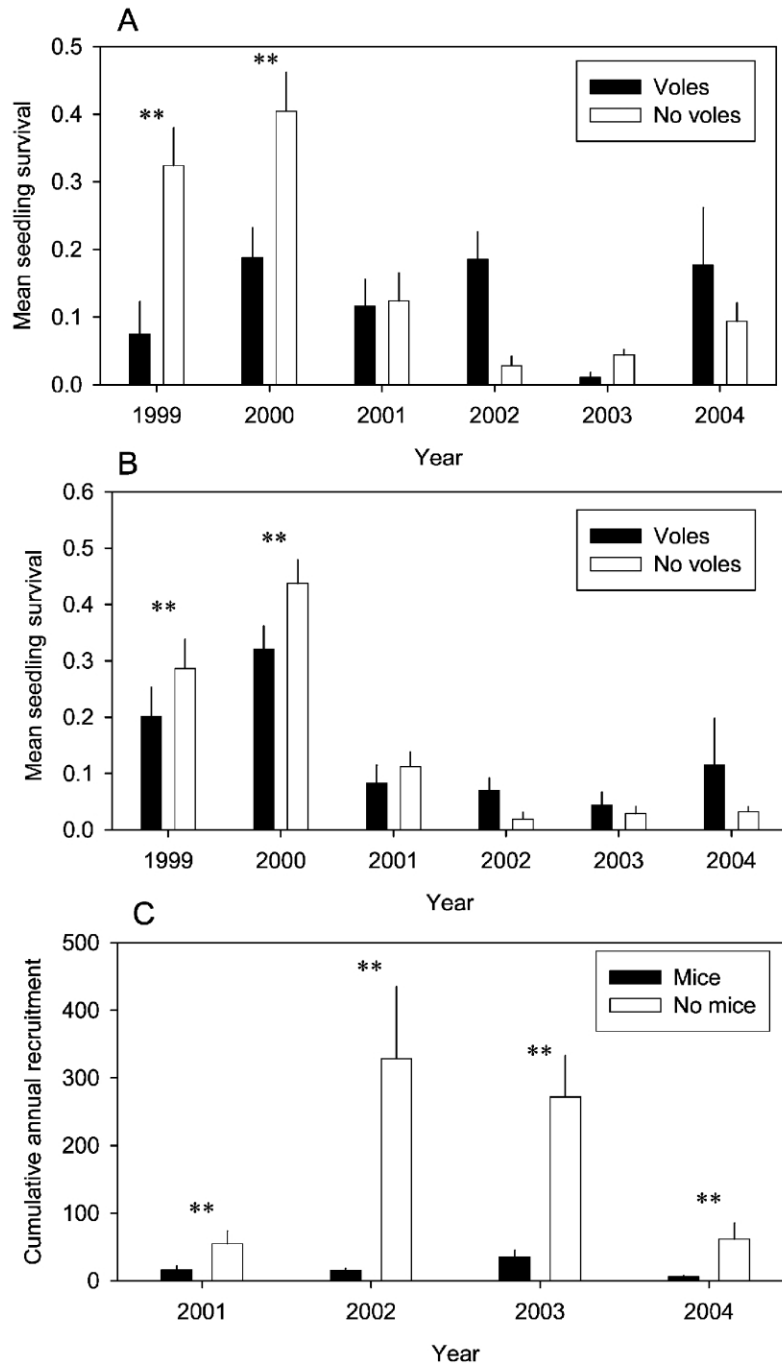 A
0.5
0.4
0.3
0.2
0.1
0.0
Mean seedling survival
**
**
Voles
No voles
1999 2000 2001 2002 2003 2004
Year
B
0.6
0.5
0.4
0.3
0.2
0.1
0.0
Mean seedling survival
**
**
Voles
No voles
1999 2000 2001 2002 2003 2004
Year
C
500
400
300
200
100
0
Cumulative annual recruitment
**
**
**
**
Mice
No mice
2001 2002 2003 2004
Year